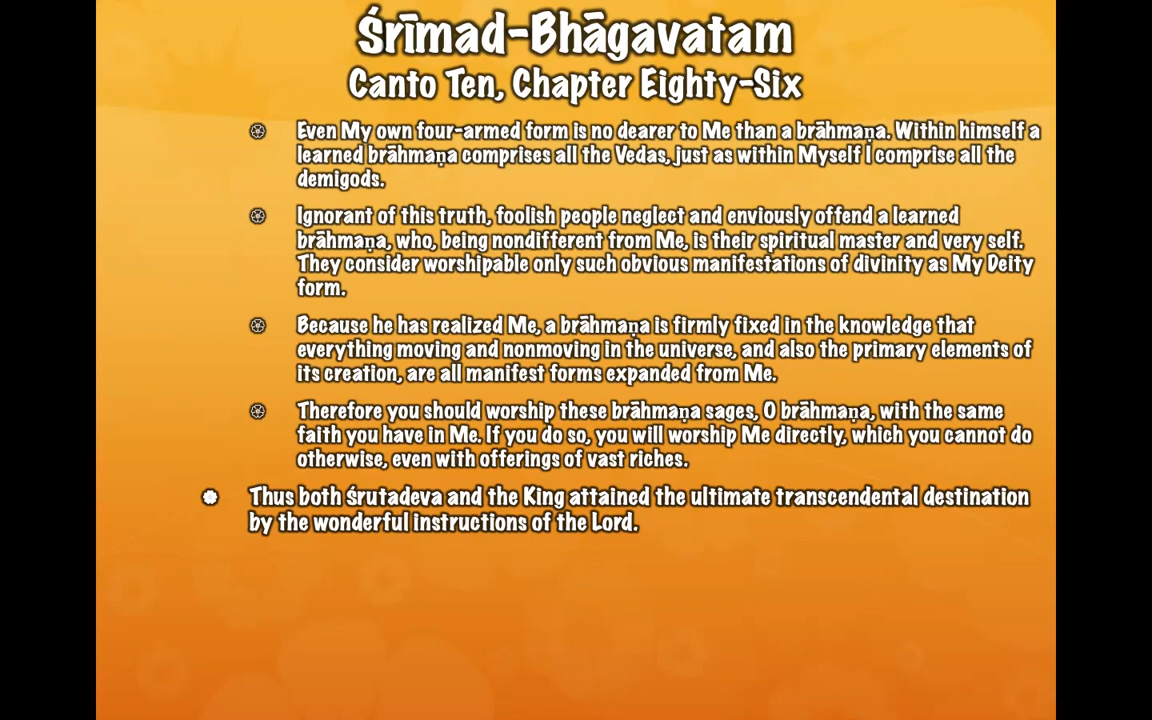 Śrīmad-Bhāgavatam
Canto Ten, Chapter Eighty-Six
Even My own four-armed form is no dearer to Me than a brāhmaṇa. Within himself a
learned brāhmaṇa comprises all the Vedas, just as within Myself I comprise all the
demigods.
Ignorant of this truth, foolish people neglect and enviously offend a learned
brāhmaṇa, who, being nondifferent from Me, is their spiritual master and very self.
They consider worshipable only such obvious manifestations of divinity as My Deity
form.
Because he has realized Me, a brāhmaṇa is firmly fixed in the knowledge that
everything moving and nonmoving in the universe, and also the primary elements of
its creation, are all manifest forms expanded from Me.
Therefore you should worship these brāhmaṇa sages, O brāhmaṇa, with the same
faith you have in Me. If you do so, you will worship Me directly, which you cannot do
otherwise, even with offerings of vast riches.
Thus both śrutadeva and the King attained the ultimate transcendental destination
by the wonderful instructions of the Lord.